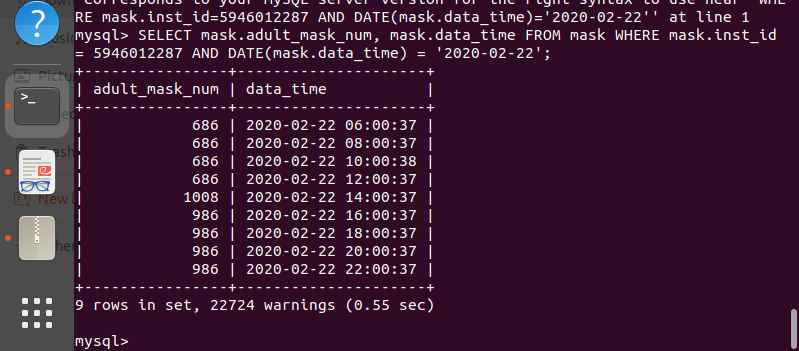 corresponds to your MySQL server version for the right syntax to use near 'WHE
RE mask.inst_id=5946012287 AND DATE(mask.data_time)='2020-02-22'' at line 1
mysql> SELECT mask.adult_mask_num, mask.data_time FROM mask WHERE mask.inst_id
= 5946012287 AND DATE(mask.data_time) = '2020-02-22';
+----------------+---------------------+
| adult_mask_num | data_time           |
+----------------+---------------------+
|            686 | 2020-02-22 06:00:37 |
|            686 | 2020-02-22 08:00:37 |
|            686 | 2020-02-22 10:00:38 |
|            686 | 2020-02-22 12:00:37 |
|           1008 | 2020-02-22 14:00:37 |
|            986 | 2020-02-22 16:00:37 |
|            986 | 2020-02-22 18:00:37 |
|            986 | 2020-02-22 20:00:37 |
|            986 | 2020-02-22 22:00:37 |
+----------------+---------------------+
9 rows in set, 22724 warnings (0.55 sec)
mysql>